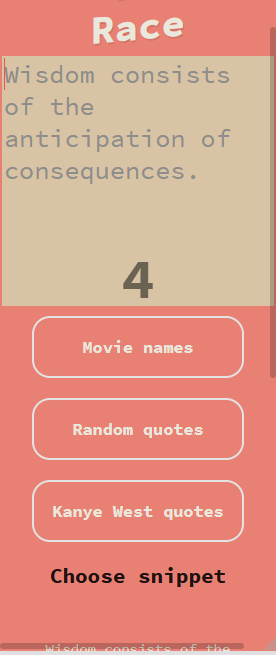 Race
Wisdom consists
of the
anticipation of
consequences.
4
Movie names
Random quotes
Kanye West quotes
Choose snippet
Wisdom consists of the